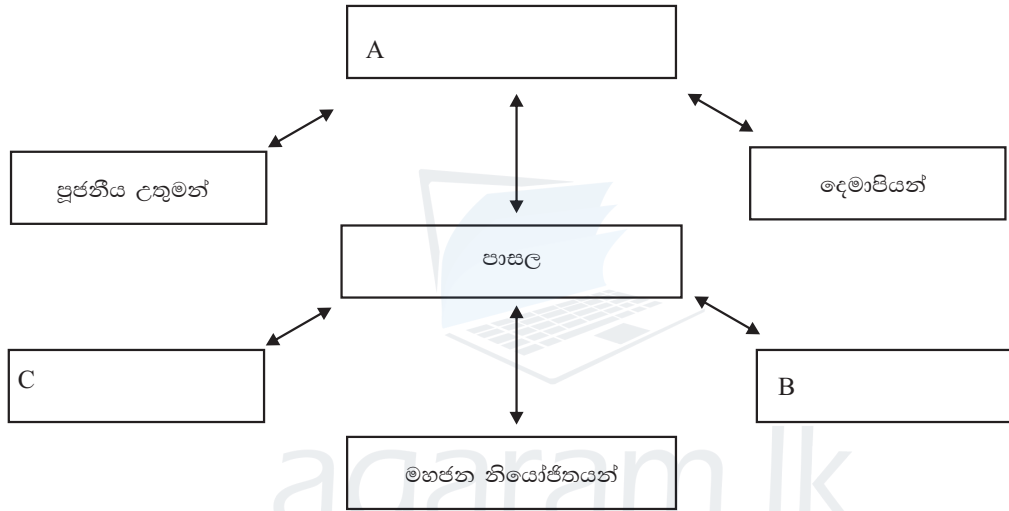 A
පූජනීය උතුමන්
දෙමාපියන්
පාසල
C
B
මහජන නියෝජිතයන්
agaram.lk